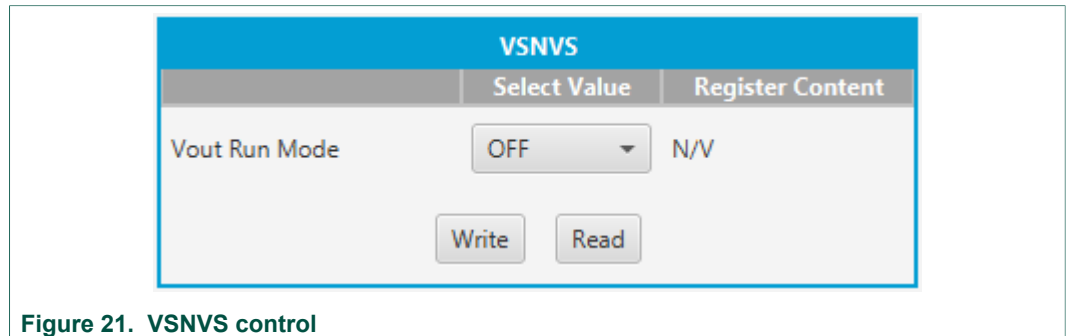 VSNVS
Select Value Register Content
Vout Run Mode OFF N/V
Write Read
Figure 21. VSNVS control